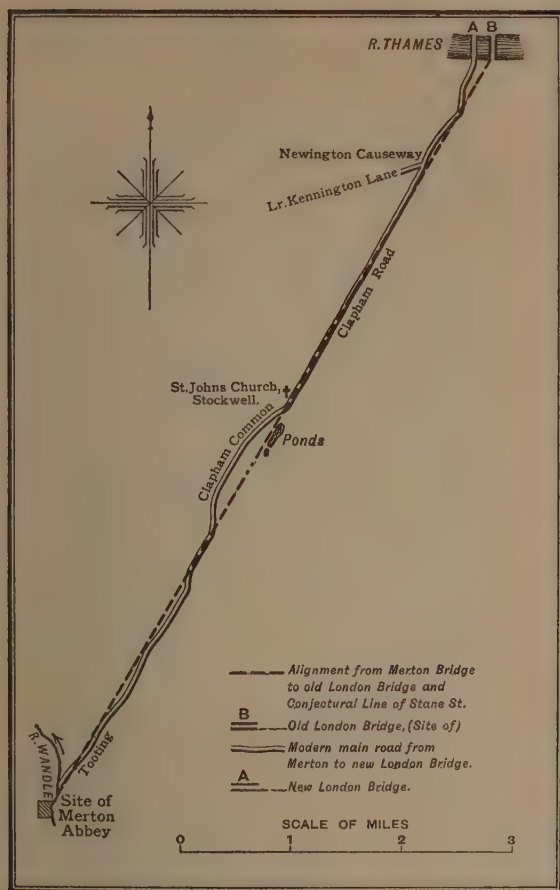 A B
R. THAMES
Newington Causeway
Lr. Kennington Lane
Clapham Road
St. Johns Church,
Stockwell.
Ponds
Clapham Common
Tooting
R. WANDLE
Site of
Merton
Abbey
Alignment from Merton Bridge
to old London Bridge and
Conjectural Line of Stane St.
B
Old London Bridge, (Site of)
Modern main road from
Merton to new London Bridge.
A
New London Bridge.
SCALE OF MILES
0 1 2 3